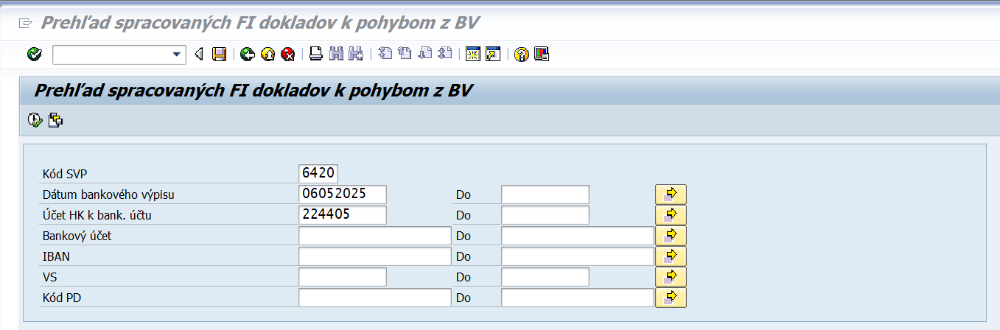 Prehľad spracovaných FI dokladov k pohybom z BV
Prehľad spracovaných FI dokladov k pohybom z BV
Kód SVP 6420
Dátum bankového výpisu 06052025 Do
Účet HK k bank. účtu 224405 Do
Bankový účet Do
IBAN Do
VS Do
Kód PD Do